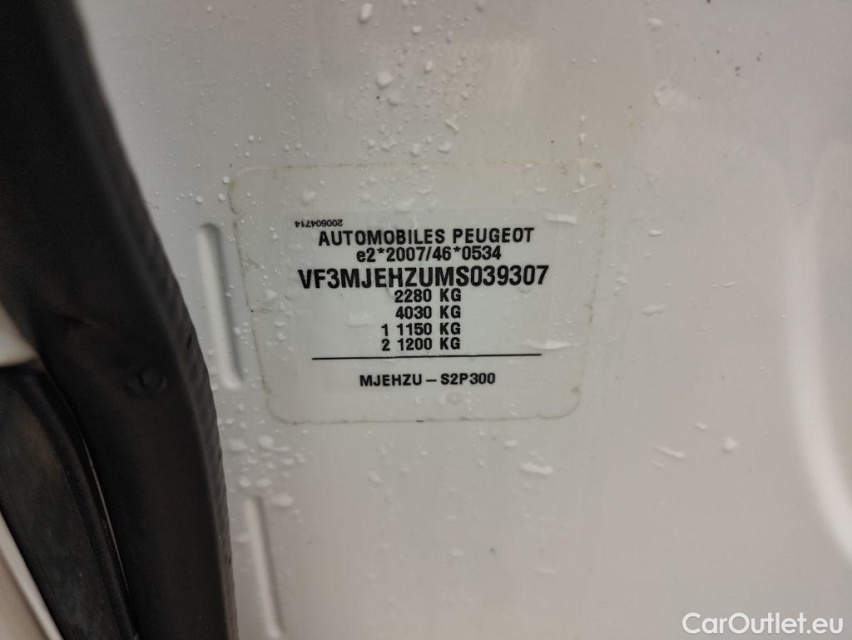 200604714
AUTOMOBILES PEUGEOT
e2*2007/46*0534
VF3MJEHZUMS039307
2280 KG
4030 KG
1 1150 KG
2 1200 KG
MJEHZU – S2P300
CarOutlet.eu